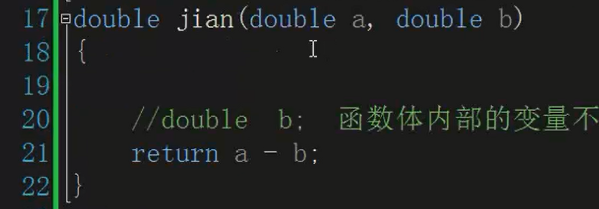 17 double jian(double a, double b)
18 {
19
20 //double  b;  函数体内部的变量不
21 return a - b;
22 }